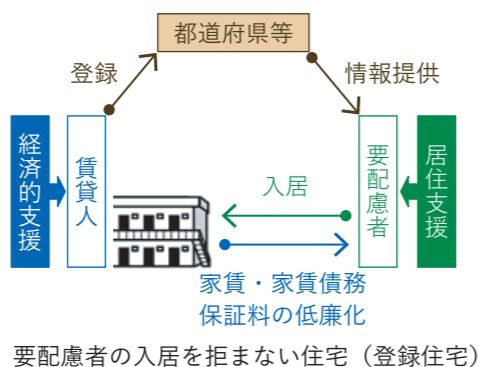 都道府県等
登録
情報提供
経済的支援
賃貸人
要配慮者
居住支援
入居
家賃・家賃債務
保証料の低廉化
要配慮者の入居を拒まない住宅（登録住宅）